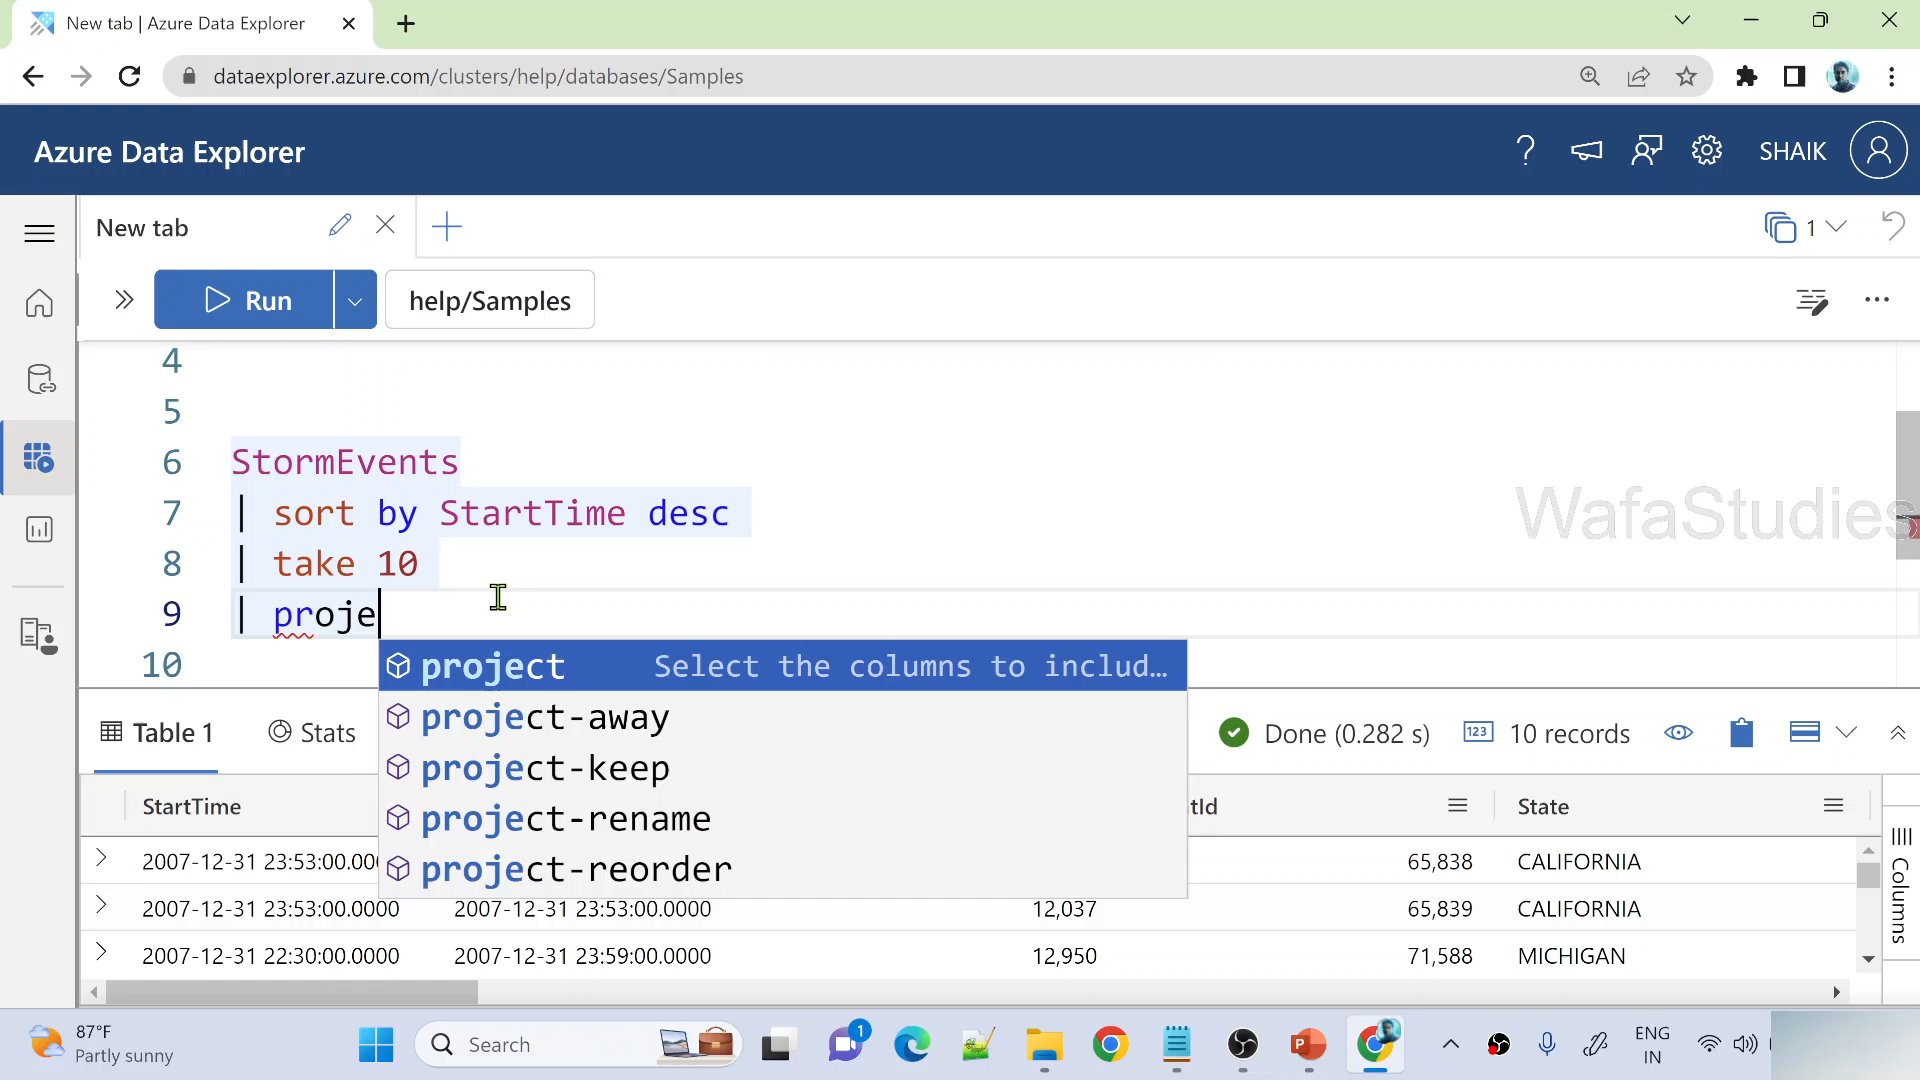 New tab | Azure Data Explorer
dataexplorer.azure.com/clusters/help/databases/Samples
Azure Data Explorer
SHAIK
New tab
1
Run
help/Samples
4
5
6 StormEvents
7 | sort by StartTime desc
8 | take 10
9 | proje
10
WafaStudies
project Select the columns to includ…
project-away
project-keep
project-rename
project-reorder
Table 1 Stats Done (0.282 s) 123 10 records
StartTime tId State
2007-12-31 23:53:00.00 65,838 CALIFORNIA
2007-12-31 23:53:00.0000 2007-12-31 23:53:00.0000 12,037 65,839 CALIFORNIA
2007-12-31 22:30:00.0000 2007-12-31 23:59:00.0000 12,950 71,588 MICHIGAN
Columns
87°F
Partly sunny
Search
1
ENG
IN